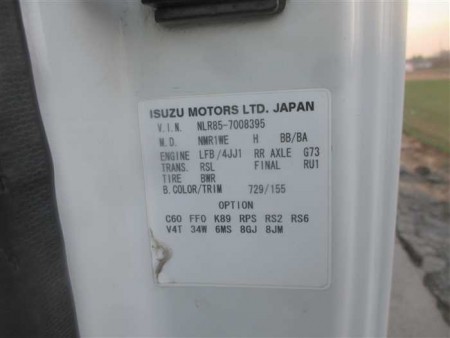 ISUZU MOTORS LTD. JAPAN
V.I.N. NLR85-7008395
M.D. NMR1WE H BB/BA
ENGINE LFB/4JJ1 RR AXLE G73
TRANS. RSL FINAL RU1
TIRE BWR
B.COLOR/TRIM 729/155
OPTION
C60 FF0 K89 RPS RS2 RS6
V4T 34W 6MS 8GJ 8JM